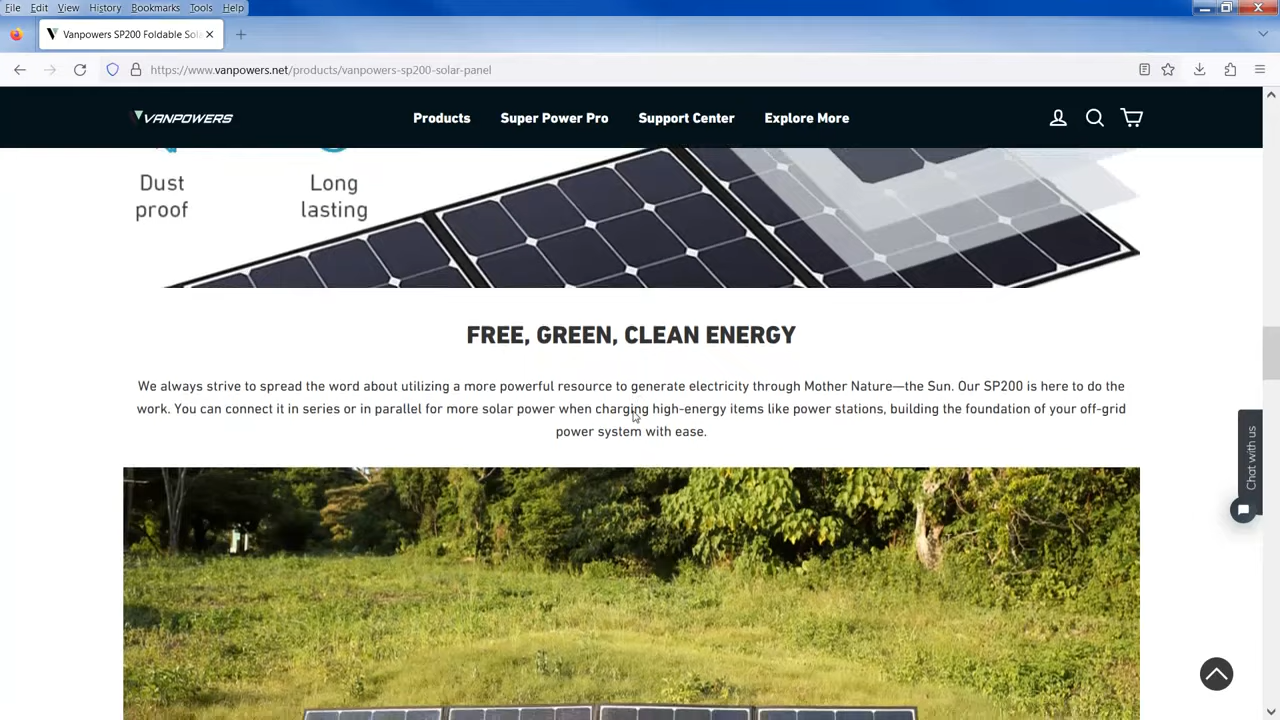 File Edit View History Bookmarks Tools Help
Vanpowers SP200 Foldable Sola
https://www.vanpowers.net/products/vanpowers-sp200-solar-panel
VANPOWERS Products Super Power Pro Support Center Explore More
Dust Long
proof lasting
FREE, GREEN, CLEAN ENERGY
We always strive to spread the word about utilizing a more powerful resource to generate electricity through Mother Nature—the Sun. Our SP200 is here to do the
work. You can connect it in series or in parallel for more solar power when charging high-energy items like power stations, building the foundation of your off-grid
power system with ease.
Chat with us